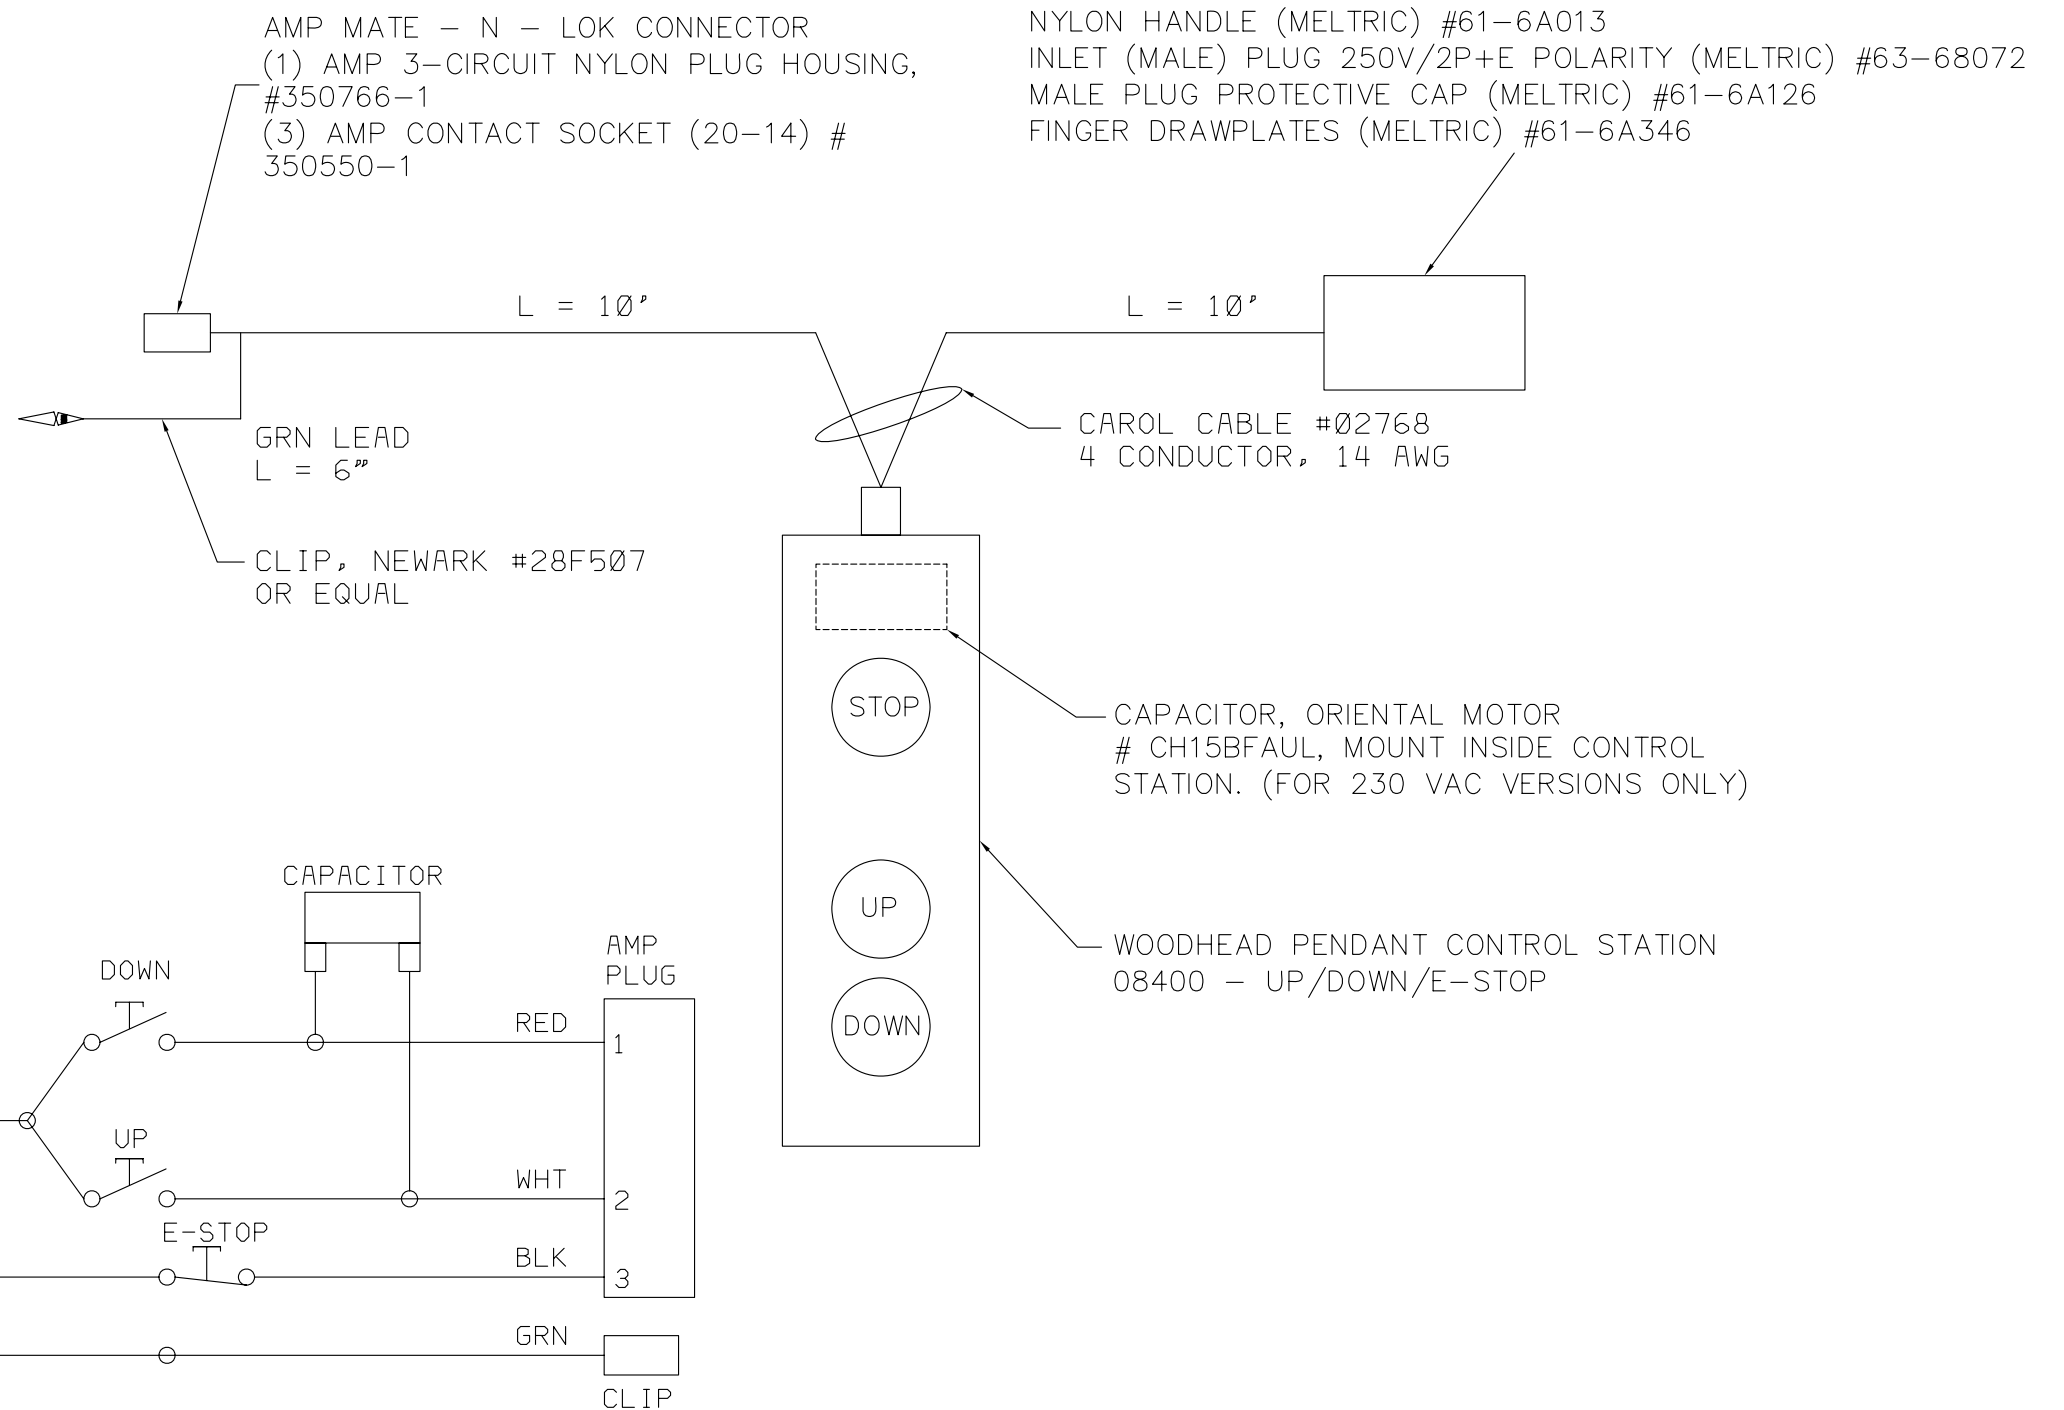 AMP MATE - N - LOK CONNECTOR
(1) AMP 3-CIRCUIT NYLON PLUG HOUSING,
#350766-1
(3) AMP CONTACT SOCKET (20-14) #
350550-1
NYLON HANDLE (MELTRIC) #61-6A013
INLET (MALE) PLUG 250V/2P+E POLARITY (MELTRIC) #63-68072
MALE PLUG PROTECTIVE CAP (MELTRIC) #61-6A126
FINGER DRAWPLATES (MELTRIC) #61-6A346
L = 10"
L = 10"
GRN LEAD
L = 6"
CAROL CABLE #02768
4 CONDUCTOR, 14 AWG
CLIP, NEWARK #28F507
OR EQUAL
STOP
CAPACITOR, ORIENTAL MOTOR
# CH15BFAUL, MOUNT INSIDE CONTROL
STATION. (FOR 230 VAC VERSIONS ONLY)
UP
DOWN
WOODHEAD PENDANT CONTROL STATION
08400 - UP/DOWN/E-STOP
CAPACITOR
AMP
PLUG
DOWN
RED
1
UP
WHT
2
E-STOP
BLK
3
GRN
CLIP